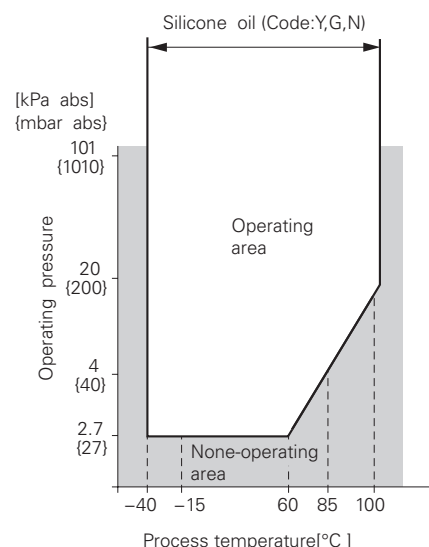 Silicone oil (Code:Y,G,N)
[kPa abs]
{mbar abs}
101
{1010}
20
{200}
4
{40}
2.7
{27}
Operating pressure
Operating
area
None-operating
area
−40
−15
60
85
100
Process temperature[°C ]